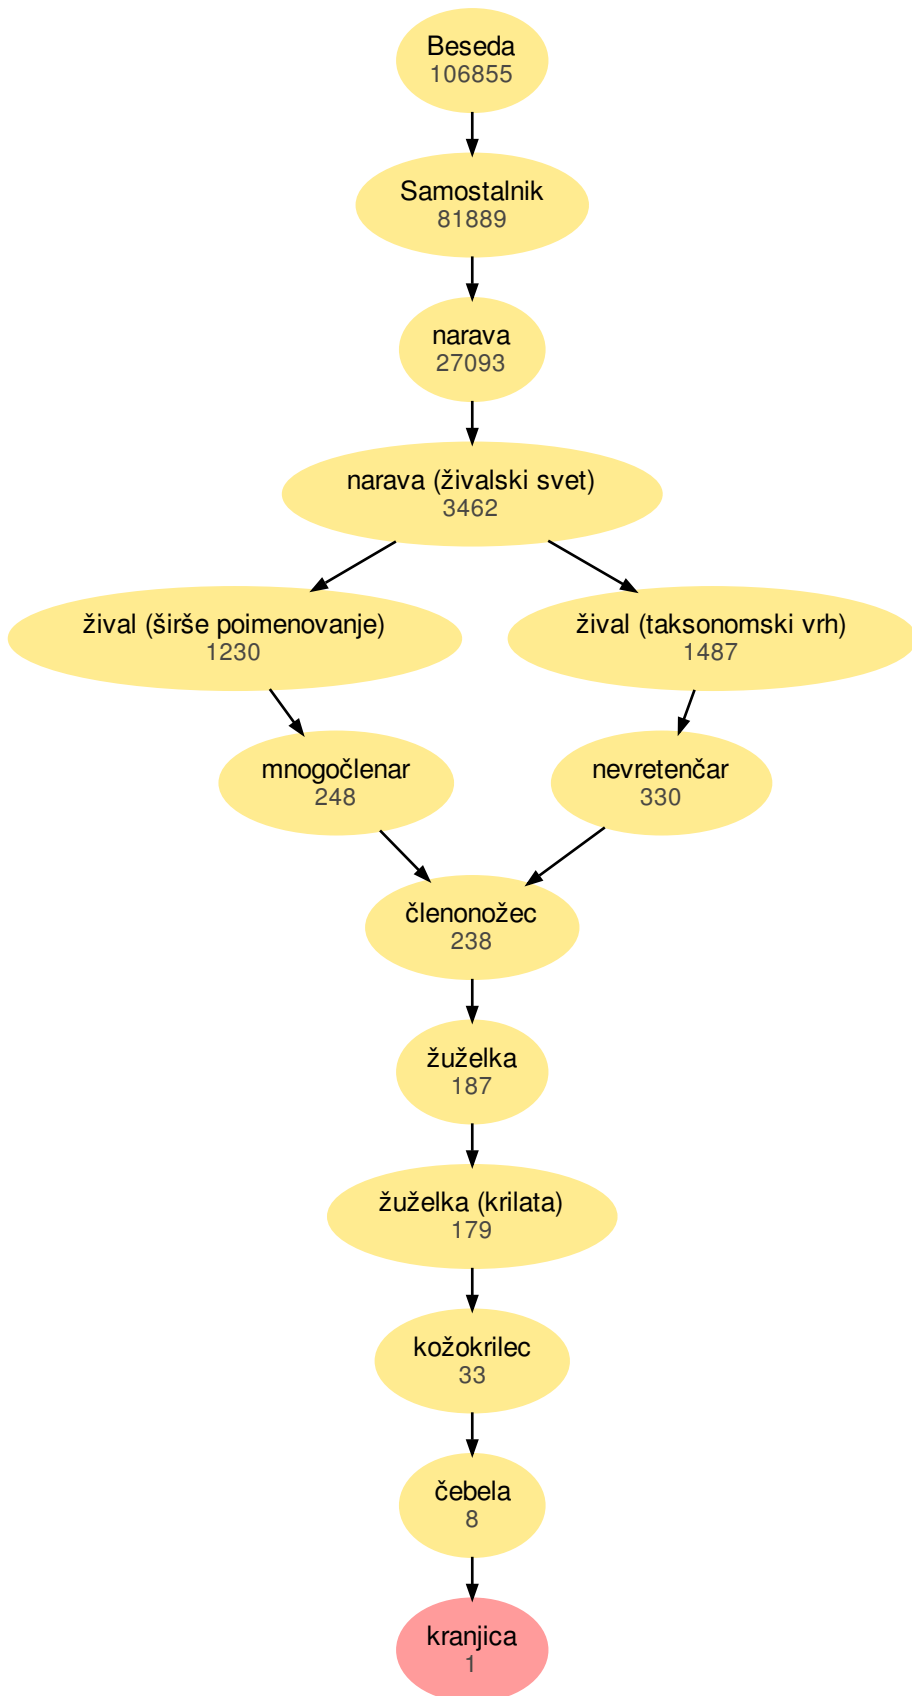 Beseda
106855
Samostalnik
81889
narava
27093
narava (živalski svet)
3462
žival (širše poimenovanje)
1230
žival (taksonomski vrh)
1487
mnogočlenar
248
nevretenčar
330
členonožec
238
žuželka
187
žuželka (krilata)
179
kožokrilec
33
čebela
8
kranjica
1